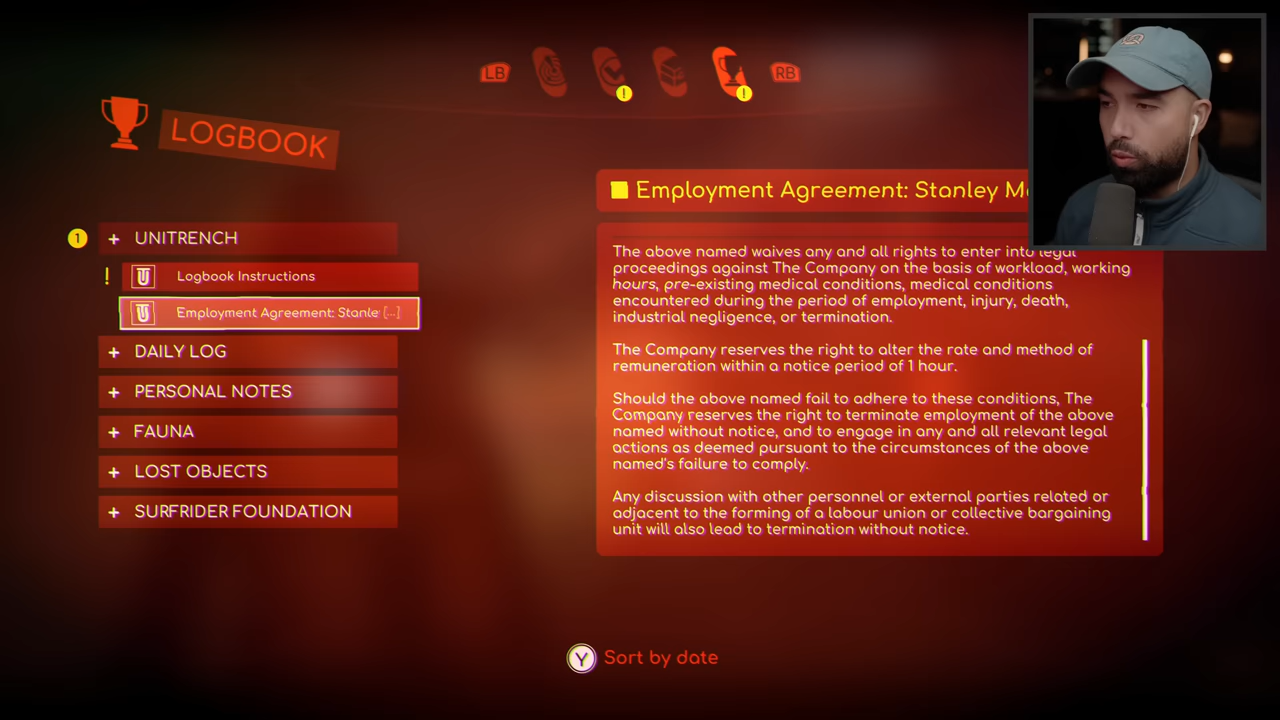 LB
!
!
RB
LOGBOOK
1
+ UNITRENCH
! Logbook Instructions
Employment Agreement: Stanle [...]
+ DAILY LOG
+ PERSONAL NOTES
+ FAUNA
+ LOST OBJECTS
+ SURFRIDER FOUNDATION
Employment Agreement: Stanley
The above named waives any and all rights to enter into legal
proceedings against The Company on the basis of workload, working
hours, pre-existing medical conditions, medical conditions
encountered during the period of employment, injury, death,
industrial negligence, or termination.
The Company reserves the right to alter the rate and method of
remuneration within a notice period of 1 hour.
Should the above named fail to adhere to these conditions, The
Company reserves the right to terminate employment of the above
named without notice, and to engage in any and all relevant legal
actions as deemed pursuant to the circumstances of the above
named's failure to comply.
Any discussion with other personnel or external parties related or
adjacent to the forming of a labour union or collective bargaining
unit will also lead to termination without notice.
Y Sort by date